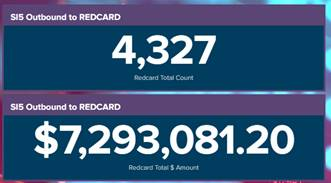 SI5 Outbound to REDCARD
4,327
Redcard Total Count
SI5 Outbound to REDCARD
$7,293,081.20
Redcard Total $ Amount